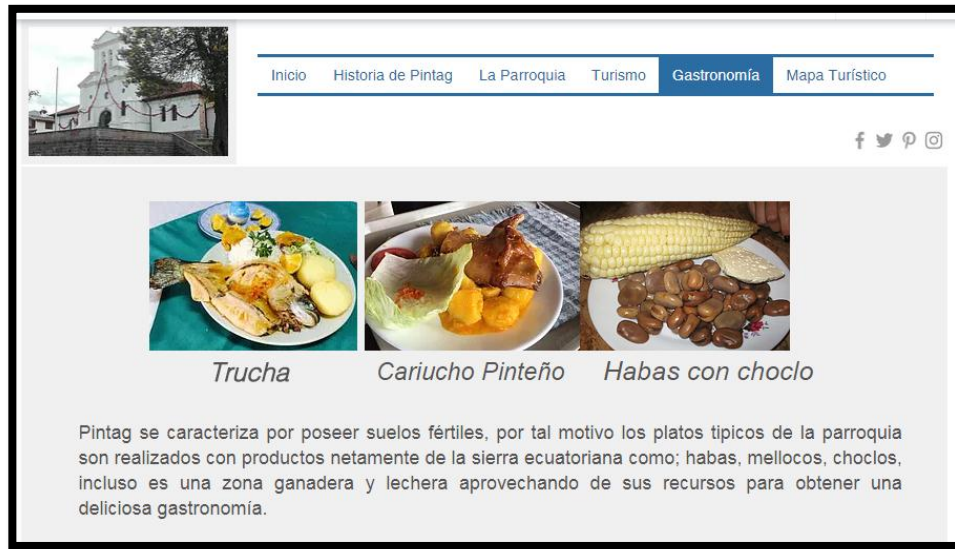 Inicio Historia de Pintag La Parroquia Turismo Gastronomía Mapa Turístico
Trucha Cariucho Pinteño Habas con choclo
Pintag se caracteriza por poseer suelos fértiles, por tal motivo los platos tipicos de la parroquia
son realizados con productos netamente de la sierra ecuatoriana como; habas, mellocos, choclos,
incluso es una zona ganadera y lechera aprovechando de sus recursos para obtener una
deliciosa gastronomía.